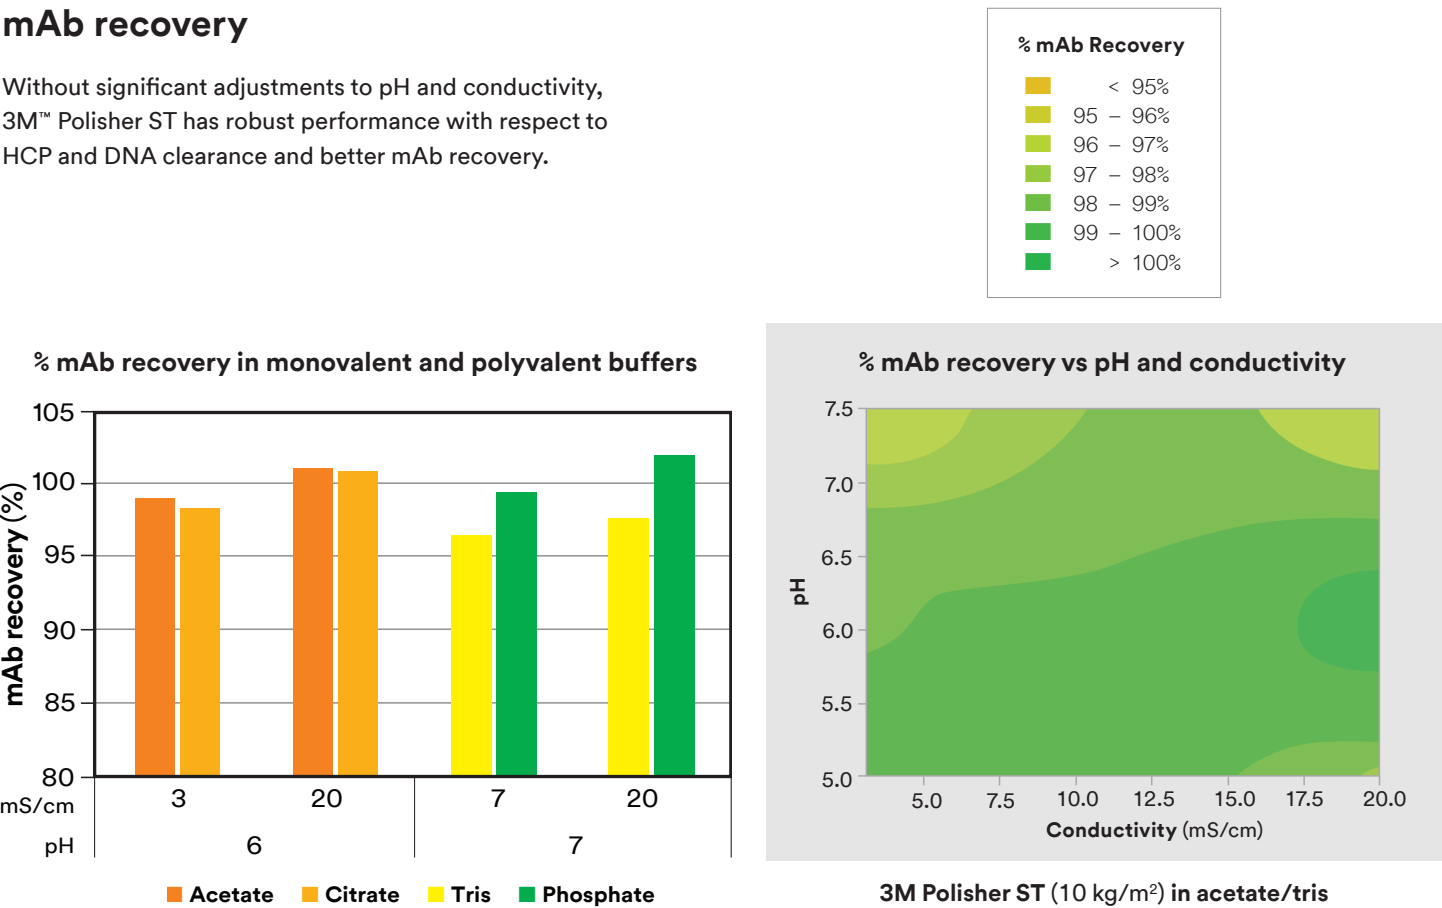 mAb recovery
Without significant adjustments to pH and conductivity,
3M™ Polisher ST has robust performance with respect to
HCP and DNA clearance and better mAb recovery.
% mAb Recovery
< 95%
95 – 96%
96 – 97%
97 – 98%
98 – 99%
99 – 100%
> 100%
% mAb recovery in monovalent and polyvalent buffers
mAb recovery (%)
105
100
95
90
85
80
mS/cm 3 20 7 20
pH 6 7
Acetate Citrate Tris Phosphate
% mAb recovery vs pH and conductivity
pH
7.5
7.0
6.5
6.0
5.5
5.0
5.0 7.5 10.0 12.5 15.0 17.5 20.0
Conductivity (mS/cm)
3M Polisher ST (10 kg/m²) in acetate/tris